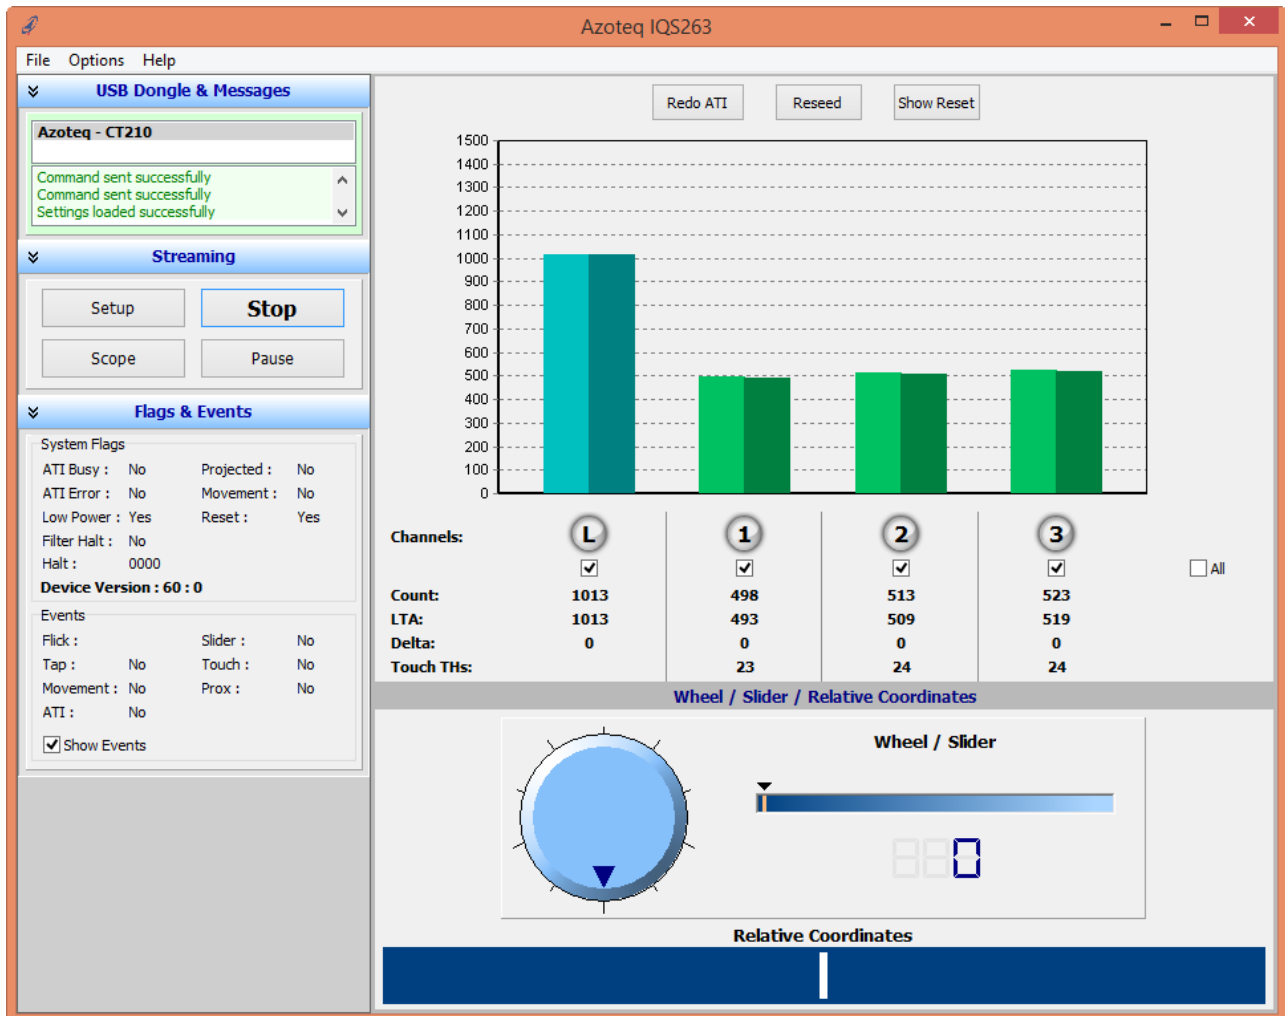 Azoteq IQS263
File Options Help
USB Dongle & Messages
Azoteq - CT210
Command sent successfully
Command sent successfully
Settings loaded successfully
Streaming
Setup Stop
Scope Pause
Flags & Events
System Flags
ATI Busy : No Projected : No
ATI Error : No Movement : No
Low Power : Yes Reset : Yes
Filter Halt : No
Halt : 0000
Device Version : 60 : 0
Events
Flick : Slider : No
Tap : No Touch : No
Movement : No Prox : No
ATI : No
Show Events
Redo ATI Reseed Show Reset
1500
1400
1300
1200
1100
1000
900
800
700
600
500
400
300
200
100
0
Channels: L 1 2 3
All
Count: 1013 498 513 523
LTA: 1013 493 509 519
Delta: 0 0 0 0
Touch THs: 23 24 24
Wheel / Slider / Relative Coordinates
Wheel / Slider
0
Relative Coordinates